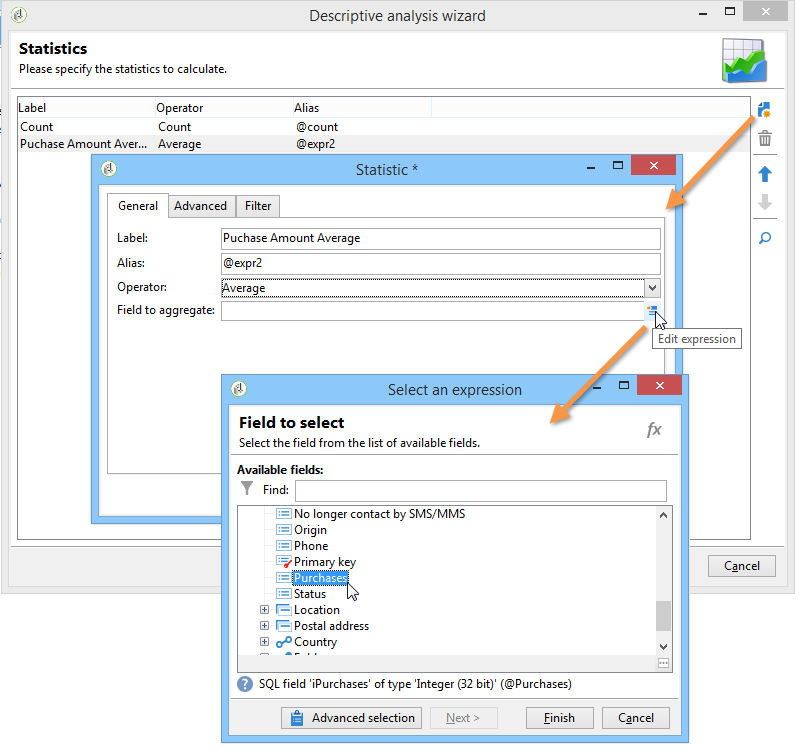 Descriptive analysis wizard
Statistics
Please specify the statistics to calculate.
Label Operator Alias
Count Count @count
Puchase Amount Aver... Average @expr2
Statistic *
General Advanced Filter
Label: Puchase Amount Average
Alias: @expr2
Operator: Average
Field to aggregate:
Edit expression
Select an expression
Field to select
fx
Select the field from the list of available fields.
Available fields:
Find:
No longer contact by SMS/MMS
Origin
Phone
Primary key
Purchases
Status
Location
Postal address
Country
SQL field 'iPurchases' of type 'Integer (32 bit)' (@Purchases)
Advanced selection Next > Finish Cancel
Cancel